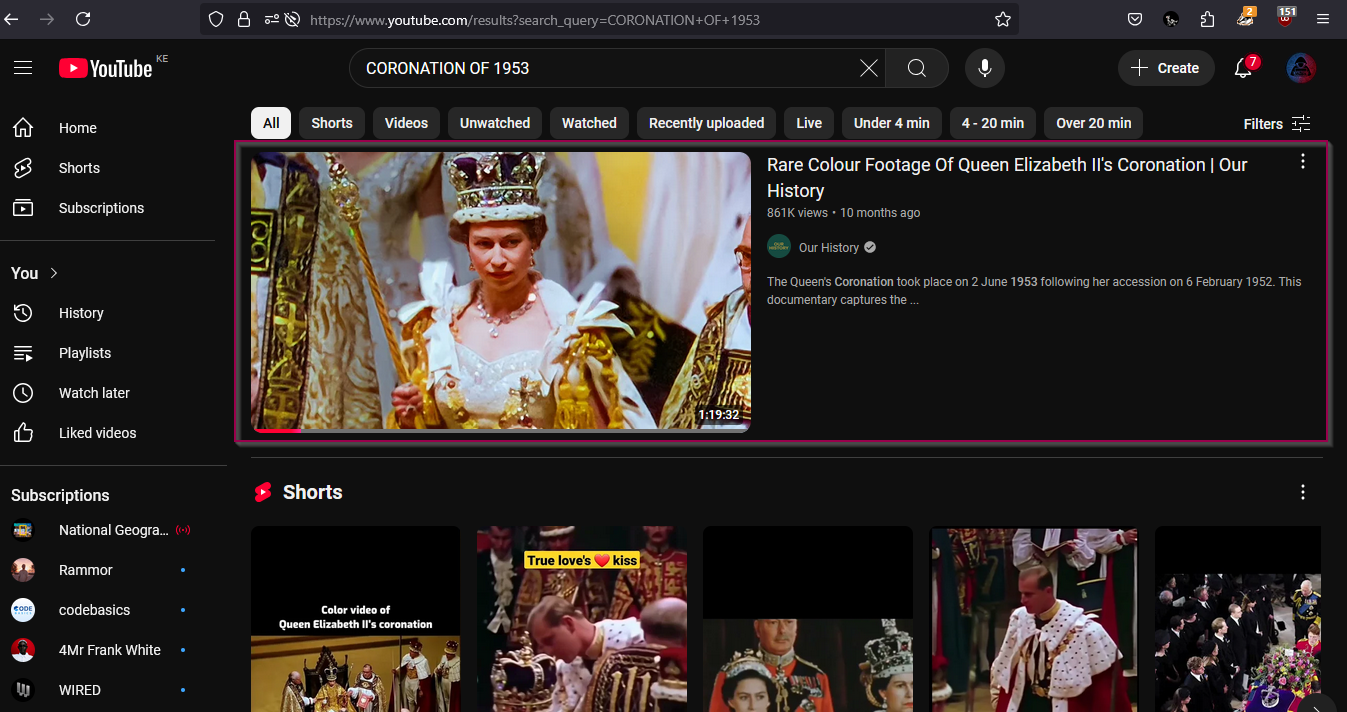 https://www.youtube.com/results?search_query=CORONATION+OF+1953
2
151
YouTube KE
CORONATION OF 1953
Create
7
All
Shorts
Videos
Unwatched
Watched
Recently uploaded
Live
Under 4 min
4 - 20 min
Over 20 min
Filters
Home
Shorts
Subscriptions
You
History
Playlists
Watch later
Liked videos
Subscriptions
National Geogra...
Rammor
codebasics
4Mr Frank White
WIRED
1:19:32
Rare Colour Footage Of Queen Elizabeth II's Coronation | Our
History
861K views • 10 months ago
OUR
HISTORY
Our History
The Queen's Coronation took place on 2 June 1953 following her accession on 6 February 1952. This
documentary captures the ...
Shorts
Color video of
Queen Elizabeth II's coronation
True love's ❤️ kiss